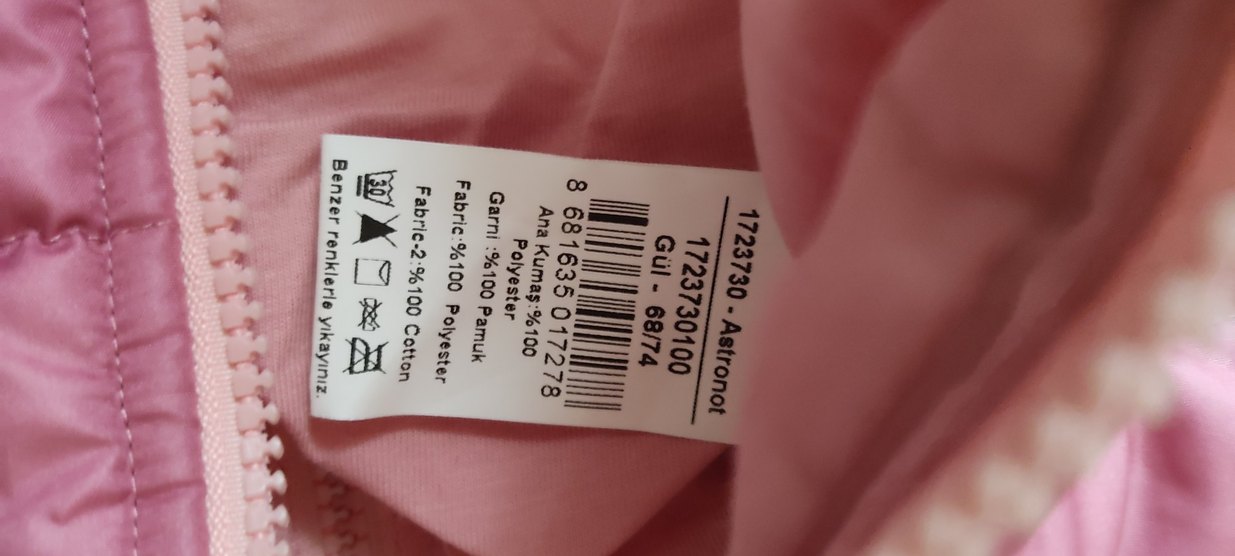 1723730 - Astronot
1723730100
Gül - 68/74
8 681635 017278
Ana Kumaş:%100
Polyester
Garni :%100 Pamuk
Fabric:%100 Polyester
Fabric-2:%100 Cotton
30
Benzer renklerle yıkayınız.